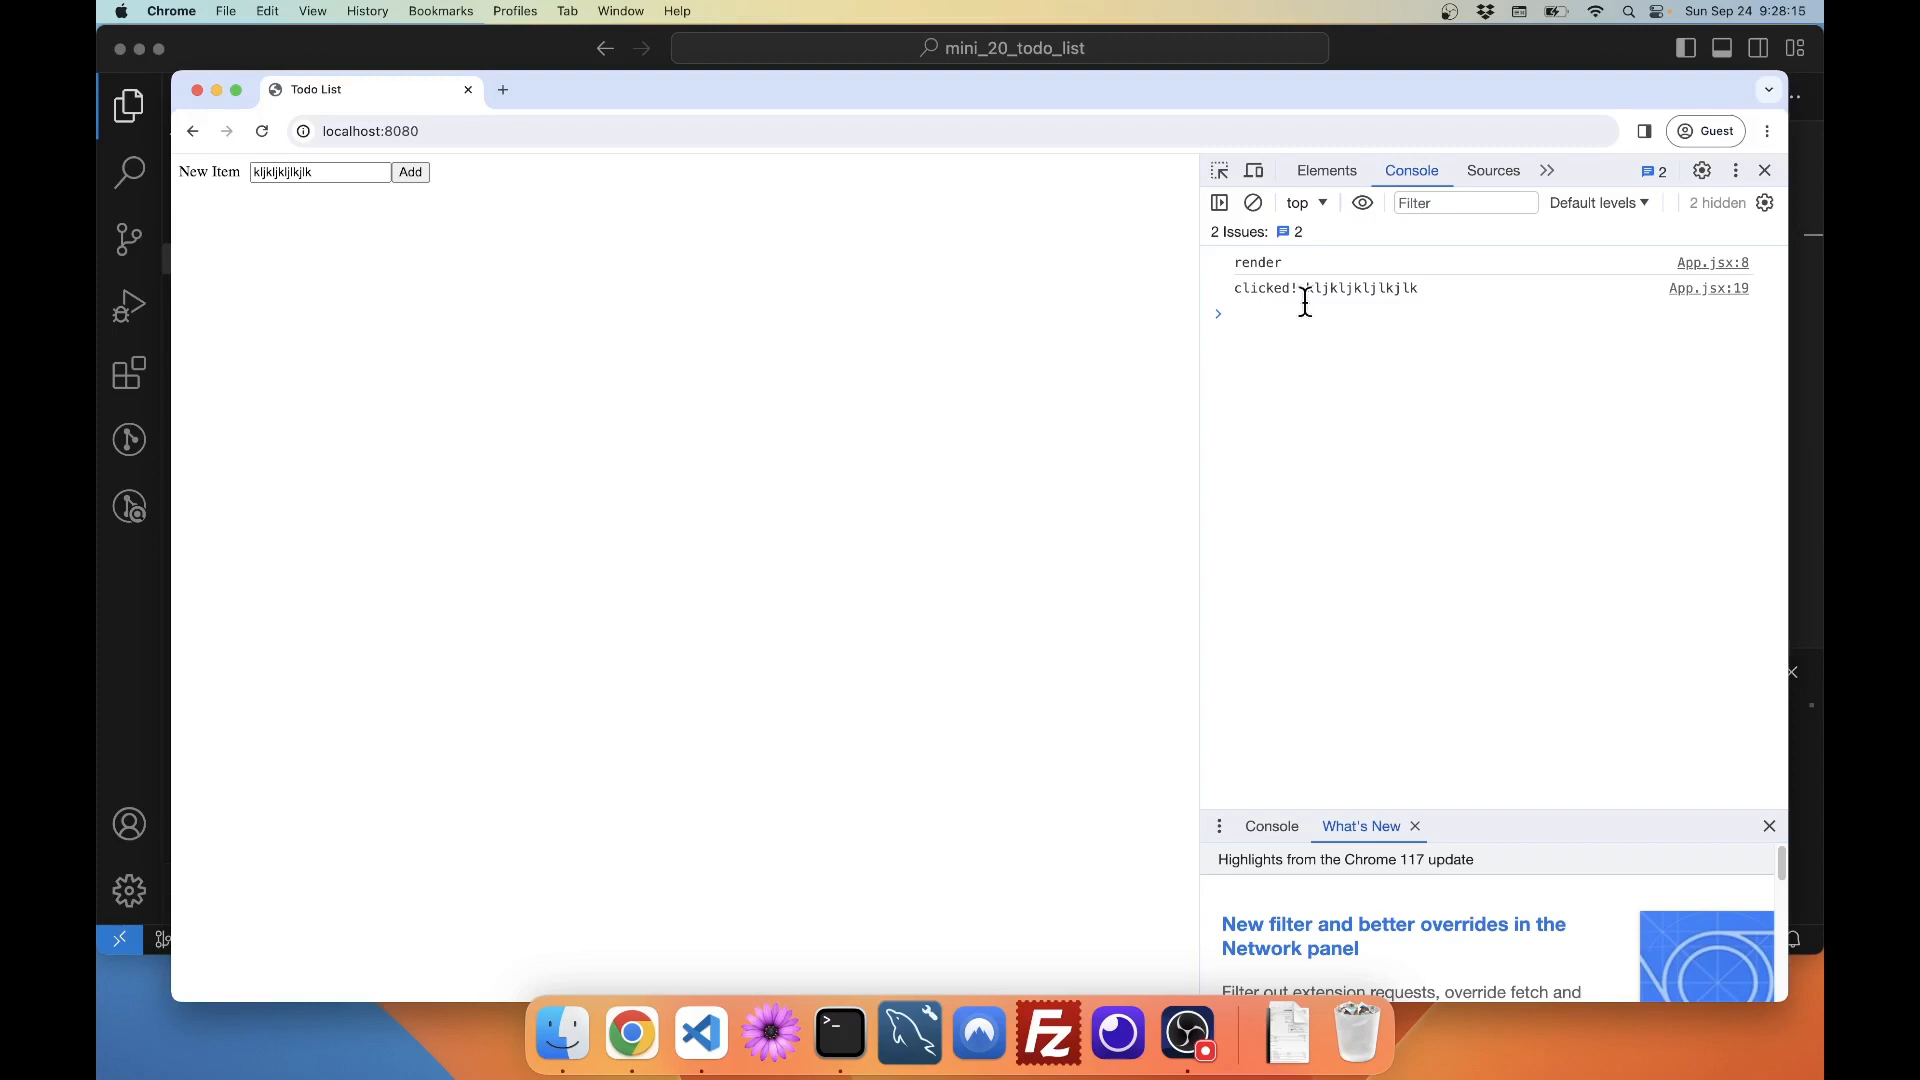 Chrome File Edit View History Bookmarks Profiles Tab Window Help Sun Sep 24 9:28:15
mini_20_todo_list
Todo List
localhost:8080
Guest
New Item kljkljkljlkjlk Add
Elements Console Sources 2
top Filter Default levels 2 hidden
2 Issues: 2
render App.jsx:8
clicked! kljkljkljlkjlk App.jsx:19
Console What's New
Highlights from the Chrome 117 update
New filter and better overrides in the
Network panel
Filter out extension requests, override fetch and
Fz